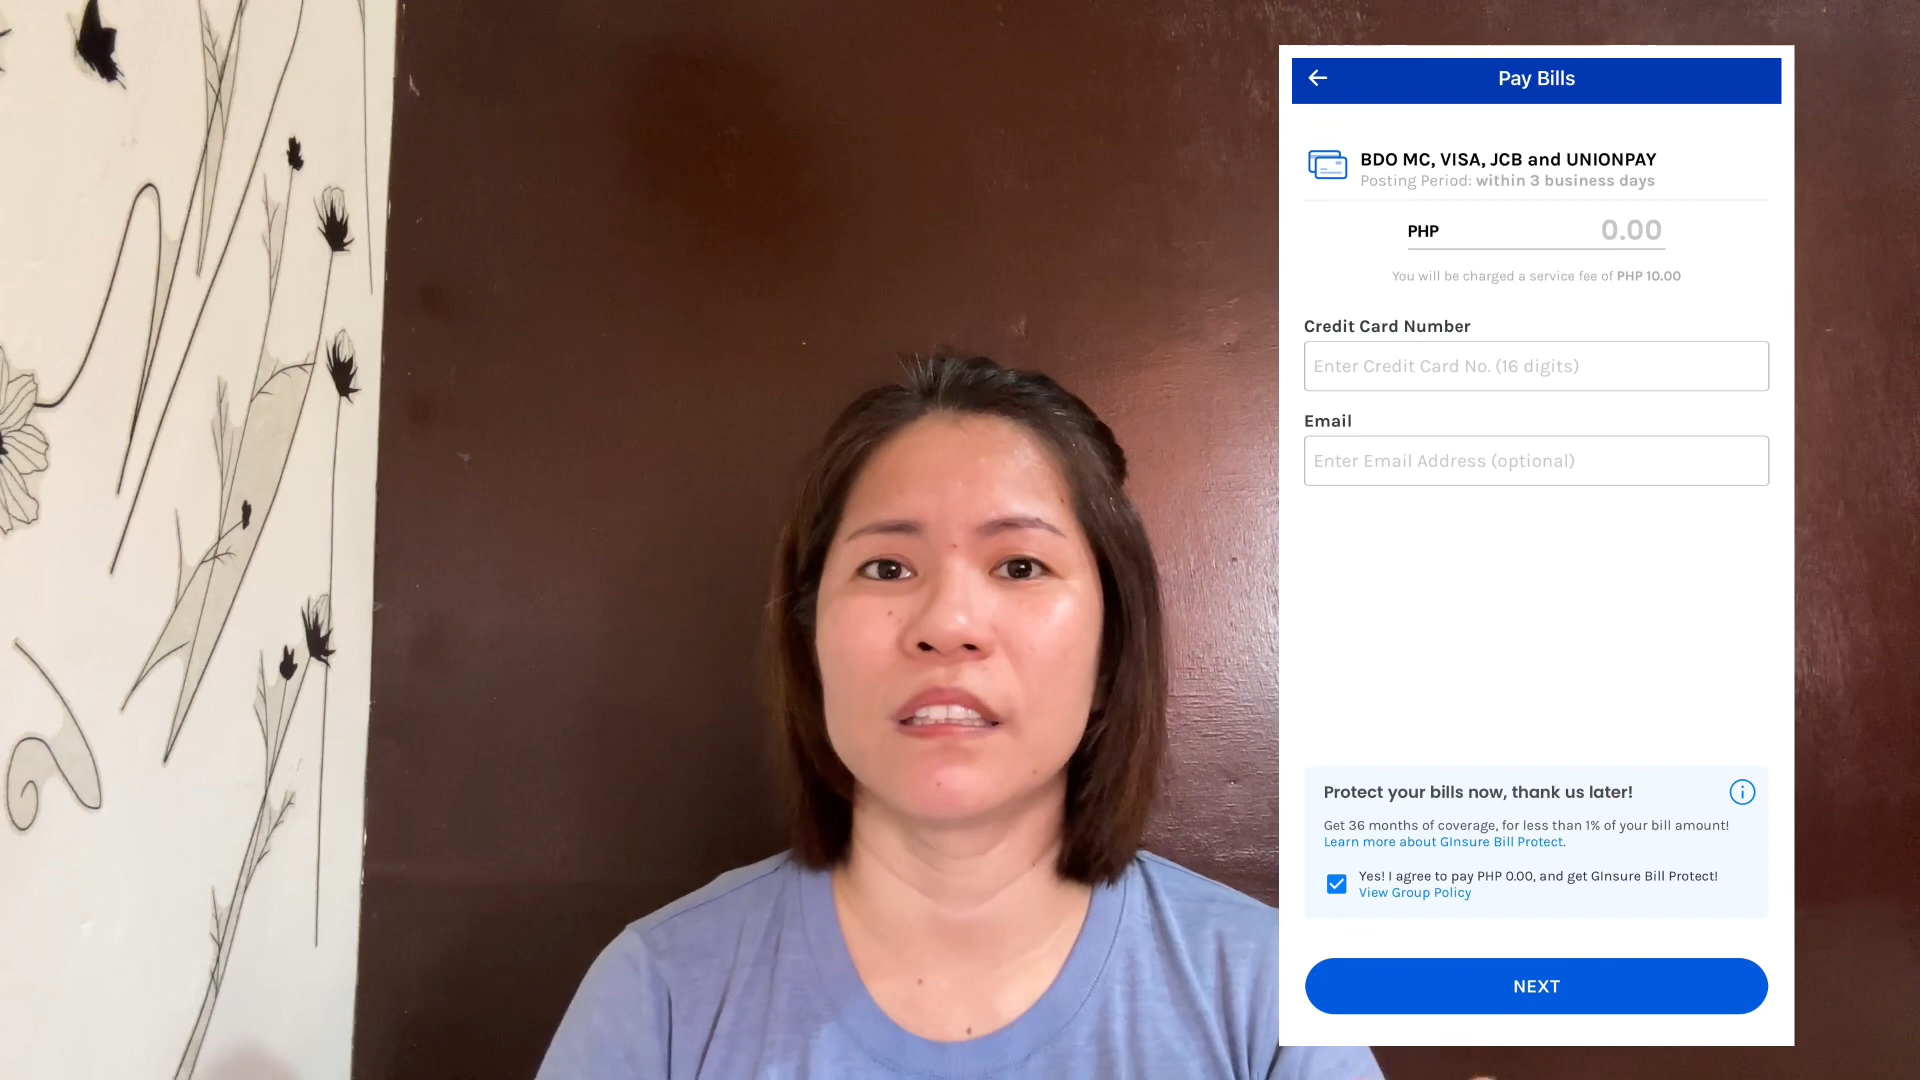 Pay Bills
BDO MC, VISA, JCB and UNIONPAY
Posting Period: within 3 business days
PHP 0.00
You will be charged a service fee of PHP 10.00
Credit Card Number
Enter Credit Card No. (16 digits)
Email
Enter Email Address (optional)
Protect your bills now, thank us later!
Get 36 months of coverage, for less than 1% of your bill amount!
Learn more about GInsure Bill Protect.
Yes! I agree to pay PHP 0.00, and get GInsure Bill Protect!
View Group Policy
NEXT